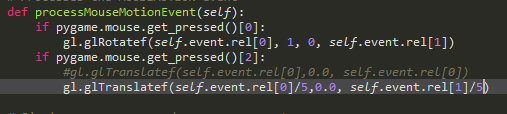 def processMouseMotionEvent(self):
    if pygame.mouse.get_pressed()[0]:
        gl.glRotatef(self.event.rel[0], 1, 0, self.event.rel[1])
    if pygame.mouse.get_pressed()[2]:
        #gl.glTranslatef(self.event.rel[0],0.0, self.event.rel[0])
        gl.glTranslatef(self.event.rel[0]/5,0.0, self.event.rel[1]/5)